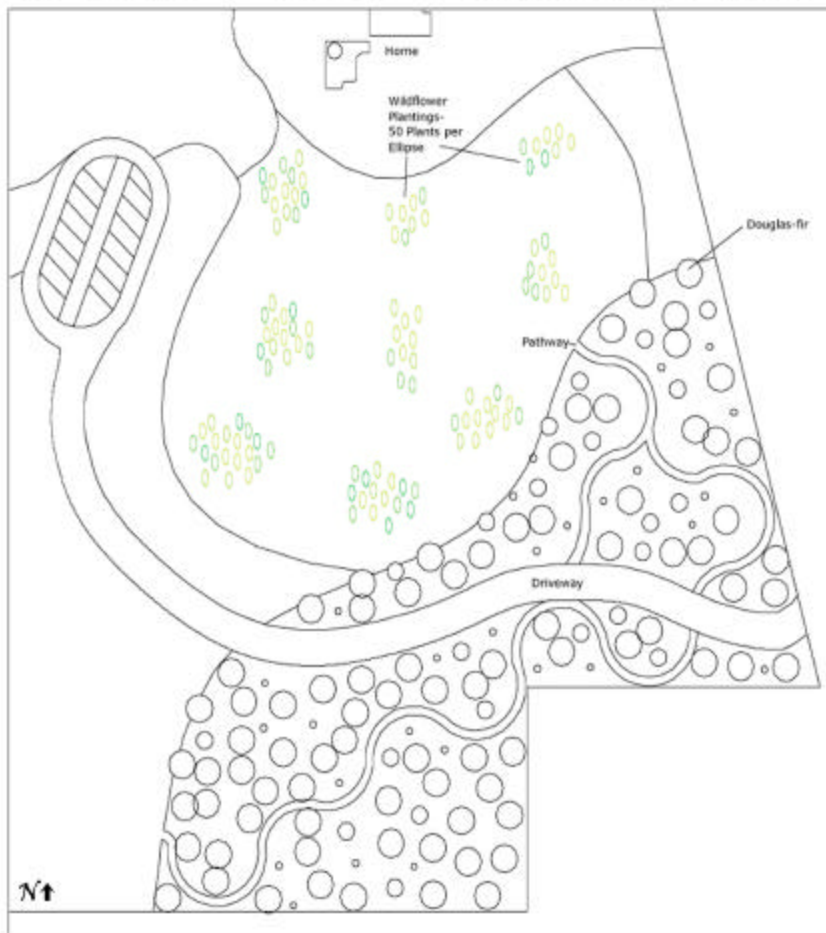 Home
Wildflower
Plantings-
50 Plants per
Ellipse
Douglas-fir
Pathway
Driveway
N